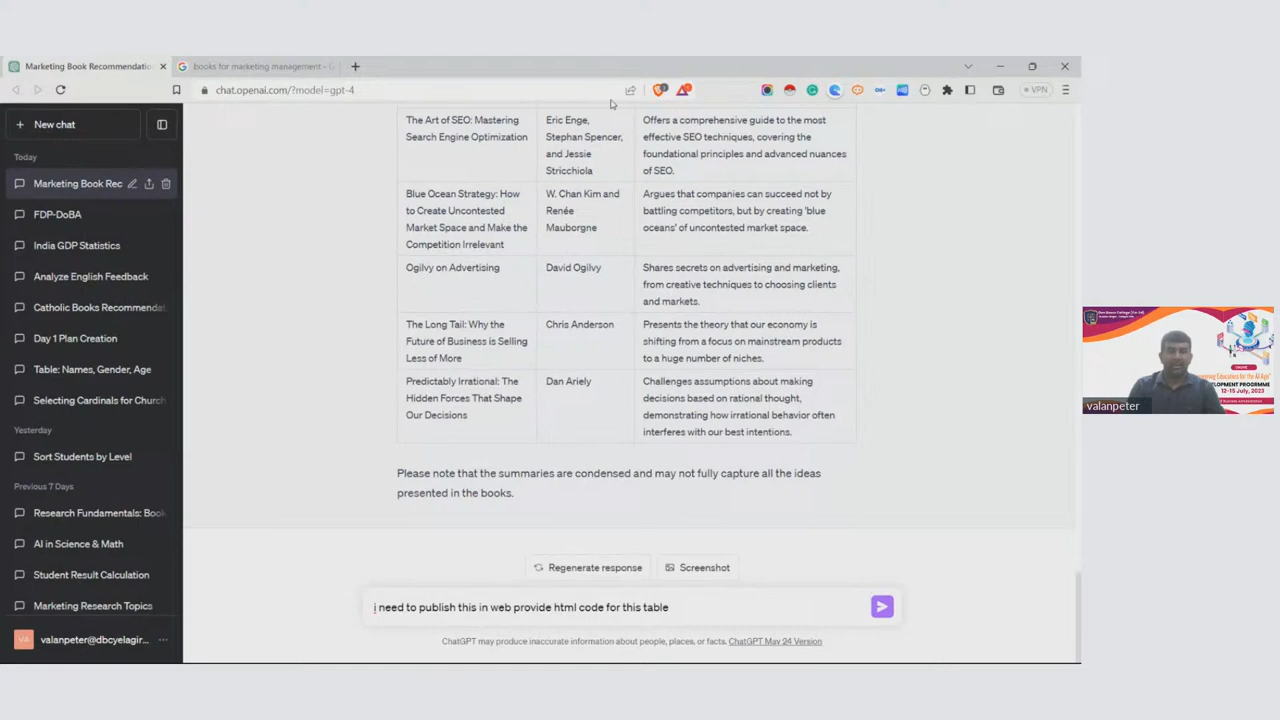 Marketing Book Recommendatio
books for marketing management - G
chat.openai.com/?model=gpt-4
VPN
New chat
Today
Marketing Book Rec
FDP-DoBA
India GDP Statistics
Analyze English Feedback
Catholic Books Recommendat
Day 1 Plan Creation
Table: Names, Gender, Age
Selecting Cardinals for Church
Yesterday
Sort Students by Level
Previous 7 Days
Research Fundamentals: Book
AI in Science & Math
Student Result Calculation
Marketing Research Topics
VA
valanpeter@dbcyelagir...
The Art of SEO: Mastering
Search Engine Optimization
Eric Enge,
Stephan Spencer,
and Jessie
Stricchiola
Offers a comprehensive guide to the most
effective SEO techniques, covering the
foundational principles and advanced nuances
of SEO.
Blue Ocean Strategy: How
to Create Uncontested
Market Space and Make the
Competition Irrelevant
W. Chan Kim and
Renée
Mauborgne
Argues that companies can succeed not by
battling competitors, but by creating 'blue
oceans' of uncontested market space.
Ogilvy on Advertising
David Ogilvy
Shares secrets on advertising and marketing,
from creative techniques to choosing clients
and markets.
The Long Tail: Why the
Future of Business is Selling
Less of More
Chris Anderson
Presents the theory that our economy is
shifting from a focus on mainstream products
to a huge number of niches.
Predictably Irrational: The
Hidden Forces That Shape
Our Decisions
Dan Ariely
Challenges assumptions about making
decisions based on rational thought,
demonstrating how irrational behavior often
interferes with our best intentions.
Please note that the summaries are condensed and may not fully capture all the ideas
presented in the books.
Regenerate response
Screenshot
i need to publish this in web provide html code for this table
ChatGPT may produce inaccurate information about people, places, or facts. ChatGPT May 24 Version
ONLINE
12-15 July, 2023
valanpeter